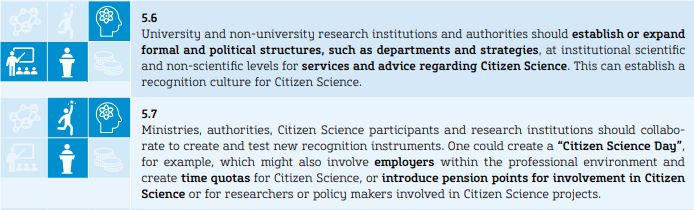 5.6
University and non-university research institutions and authorities should establish or expand
formal and political structures, such as departments and strategies, at institutional scientific
and non-scientific levels for services and advice regarding Citizen Science. This can establish a
recognition culture for Citizen Science.
5.7
Ministries, authorities, Citizen Science participants and research institutions should collabo-
rate to create and test new recognition instruments. One could create a “Citizen Science Day”,
for example, which might also involve employers within the professional environment and
create time quotas for Citizen Science, or introduce pension points for involvement in Citizen
Science or for researchers or policy makers involved in Citizen Science projects.